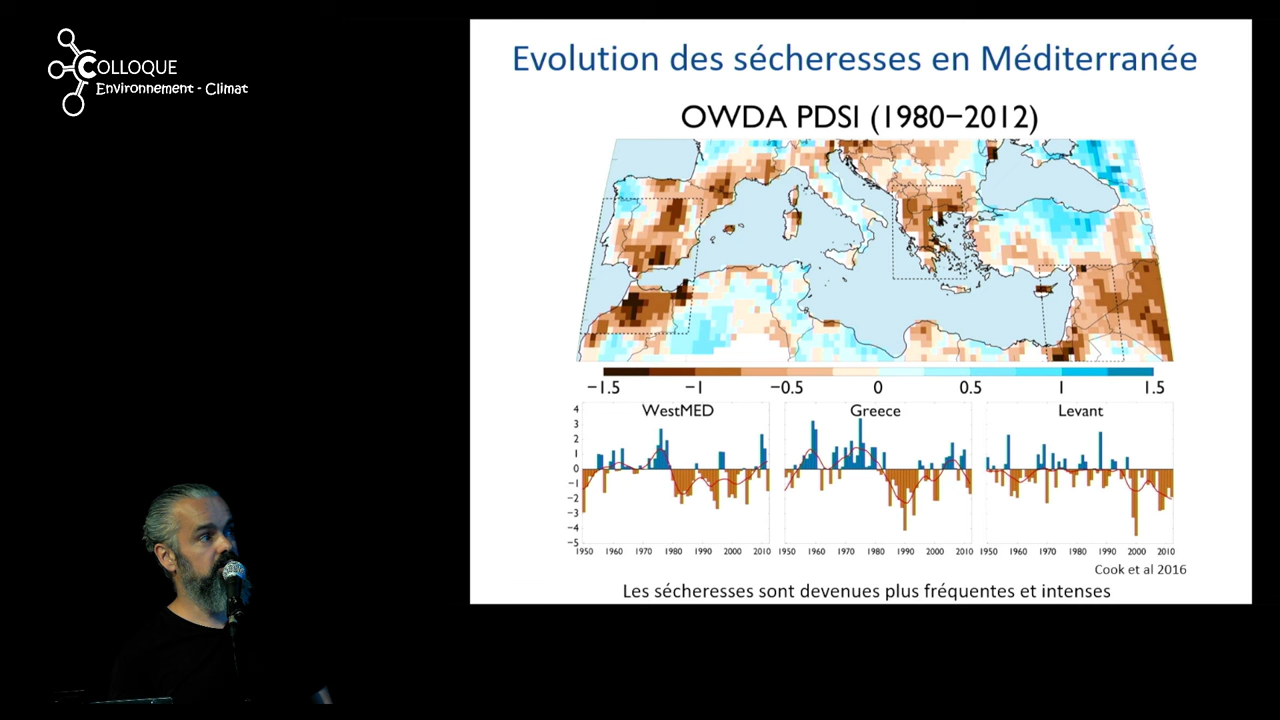 COLLOQUE
Environnement - Climat
Evolution des sécheresses en Méditerranée
OWDA PDSI (1980−2012)
−1.5 −1 −0.5 0 0.5 1 1.5
WestMED Greece Levant
4
3
2
1
0
−1
−2
−3
−4
−5
1950 1960 1970 1980 1990 2000 2010 1950 1960 1970 1980 1990 2000 2010 1950 1960 1970 1980 1990 2000 2010
Cook et al 2016
Les sécheresses sont devenues plus fréquentes et intenses